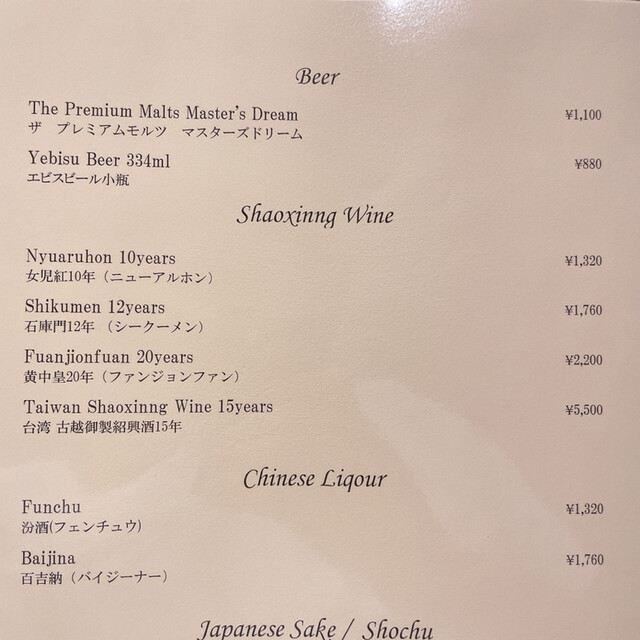 Beer
The Premium Malts Master's Dream ¥1,100
ザ プレミアムモルツ マスターズドリーム
Yebisu Beer 334ml ¥880
エビスビール小瓶
Shaoxinng Wine
Nyuaruhon 10years ¥1,320
女児紅10年（ニューアルホン）
Shikumen 12years ¥1,760
石庫門12年 （シークーメン）
Fuanjionfuan 20years ¥2,200
黄中皇20年（ファンジョンファン）
Taiwan Shaoxinng Wine 15years ¥5,500
台湾 古越御製紹興酒15年
Chinese Liqour
Funchu ¥1,320
汾酒(フェンチュウ)
Baijina ¥1,760
百吉納（バイジーナー）
Japanese Sake / Shochu